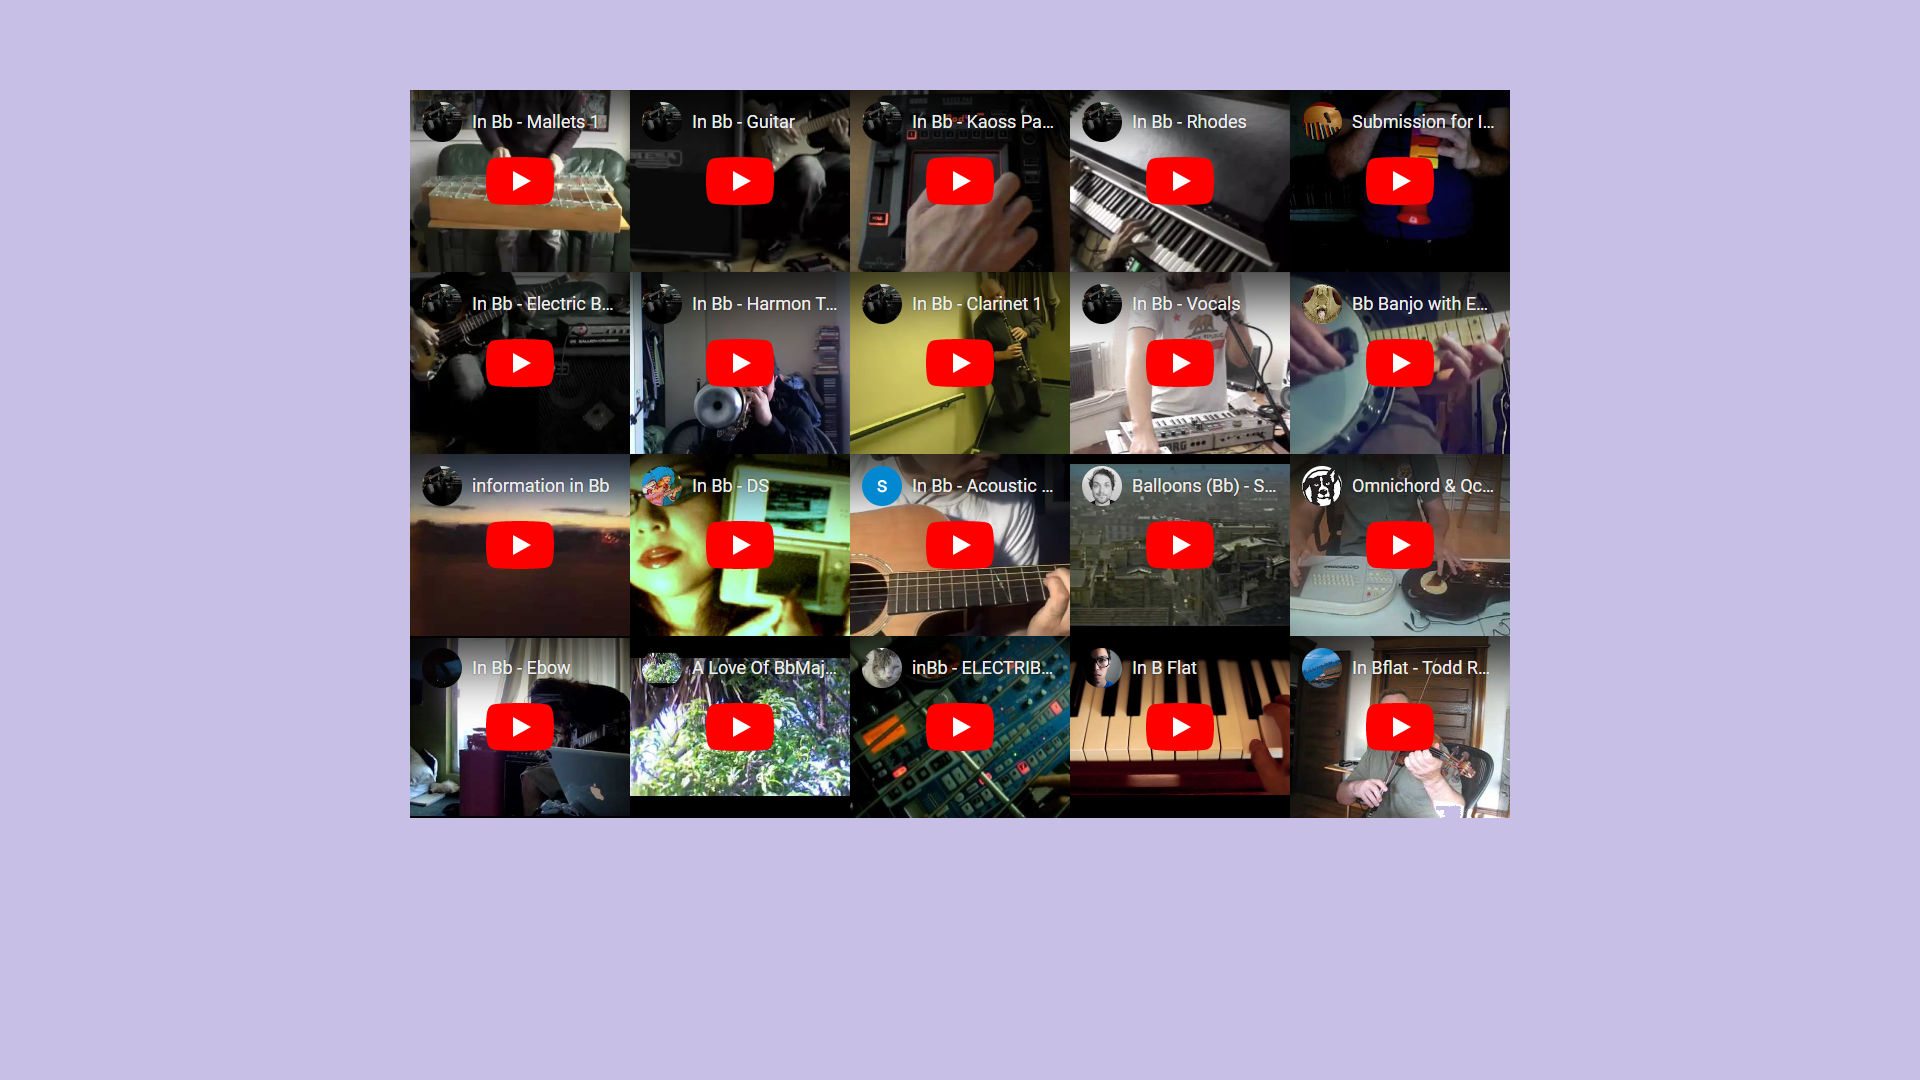 In Bb - Mallets 1
In Bb - Guitar
In Bb - Kaoss Pa...
In Bb - Rhodes
Submission for I...
In Bb - Electric B...
In Bb - Harmon T...
In Bb - Clarinet 1
In Bb - Vocals
Bb Banjo with E...
information in Bb
In Bb - DS
S
In Bb - Acoustic ...
Balloons (Bb) - S...
Omnichord & Qc...
In Bb - Ebow
A Love Of BbMaj...
inBb - ELECTRIB...
In B Flat
In Bflat - Todd R...